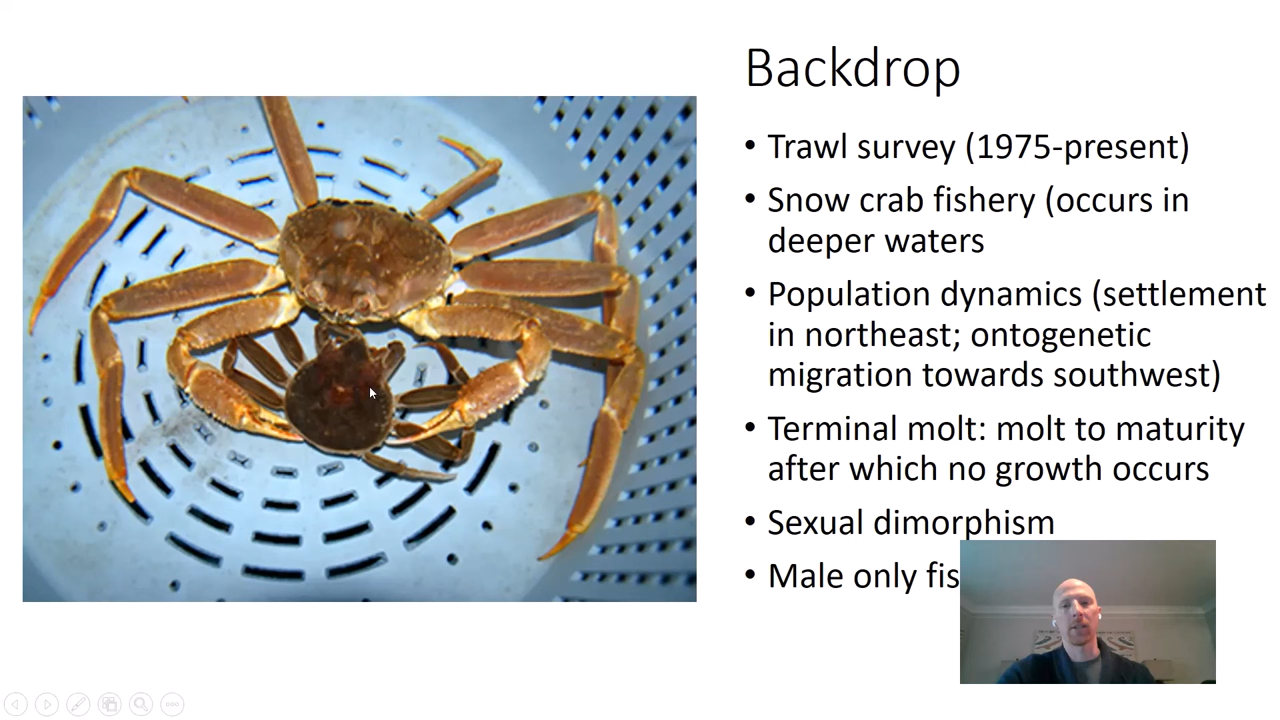 Backdrop
• Trawl survey (1975-present)
• Snow crab fishery (occurs in
deeper waters
• Population dynamics (settlement
in northeast; ontogenetic
migration towards southwest)
• Terminal molt: molt to maturity
after which no growth occurs
• Sexual dimorphism
• Male only